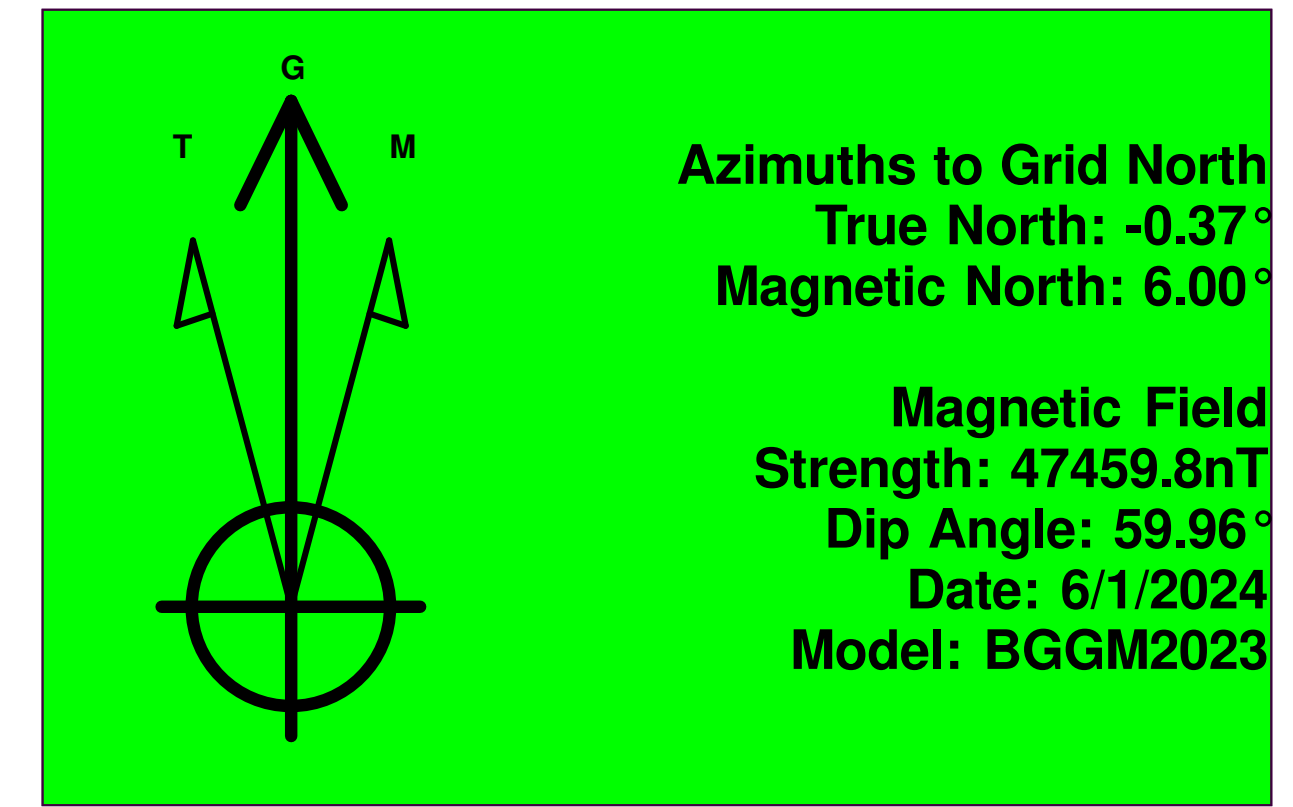 G
T
M
Azimuths to Grid North
True North: -0.37°
Magnetic North: 6.00°
Magnetic Field
Strength: 47459.8nT
Dip Angle: 59.96°
Date: 6/1/2024
Model: BGGM2023